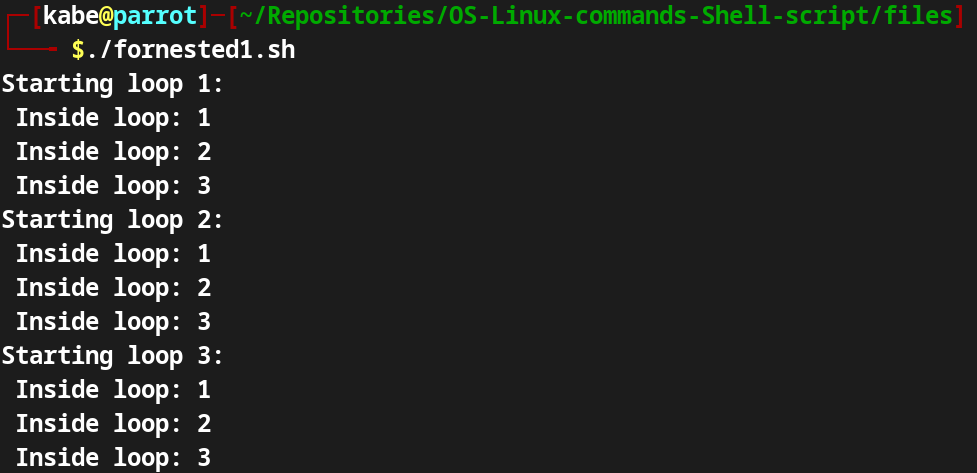 ┌─[kabe@parrot]─[~/Repositories/OS-Linux-commands-Shell-script/files]
└──╼ $./fornested1.sh
Starting loop 1:
 Inside loop: 1
 Inside loop: 2
 Inside loop: 3
Starting loop 2:
 Inside loop: 1
 Inside loop: 2
 Inside loop: 3
Starting loop 3:
 Inside loop: 1
 Inside loop: 2
 Inside loop: 3